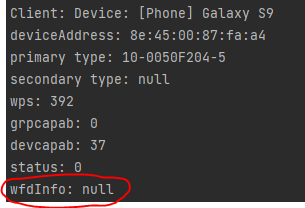 Client: Device: [Phone] Galaxy S9
deviceAddress: 8e:45:00:87:fa:a4
primary type: 10-0050F204-5
secondary type: null
wps: 392
grpcapab: 0
devcapab: 37
status: 0
wfdInfo: null